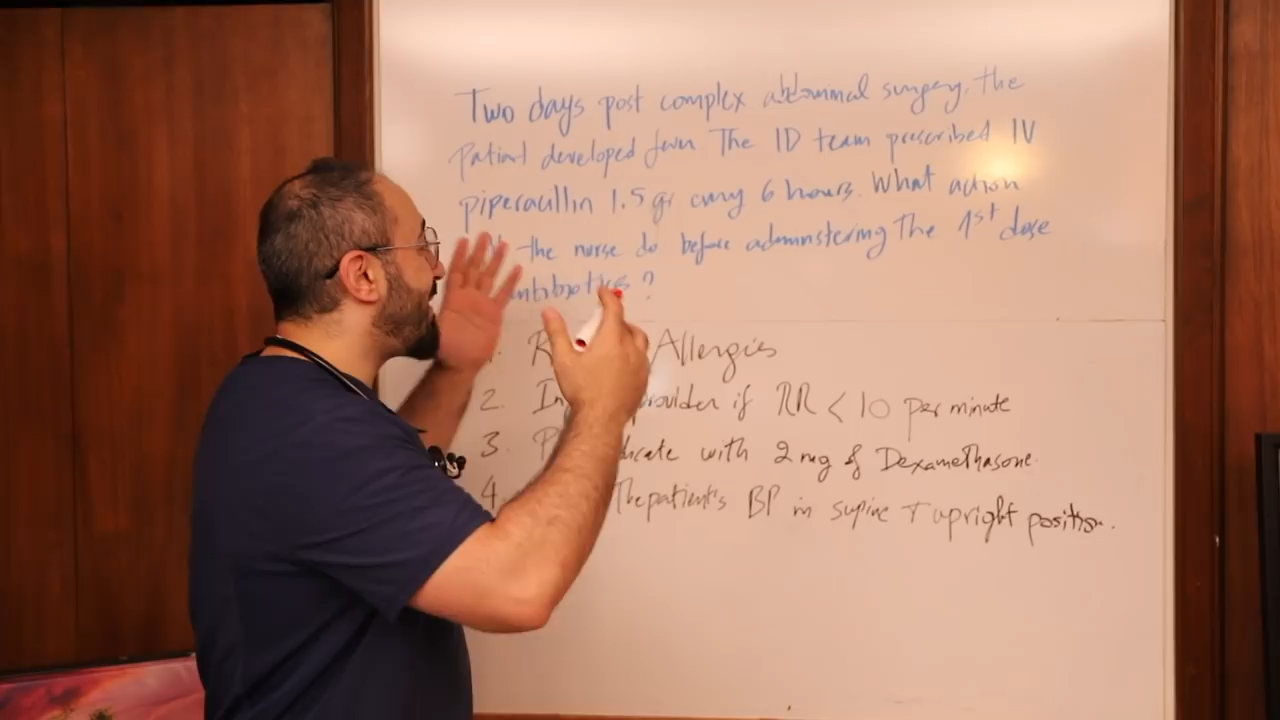 Two days post complex abdominal surgery, the
patient developed fever. The ID team prescribed IV
piperacillin 1.5 gr every 6 hours. What action
the nurse do before administering the 1st dose
antibiotics?
Allergies
2. provider if RR < 10 per minute
3. with 2 mg of Dexamethasone.
4. The patient's BP in supine + upright position.